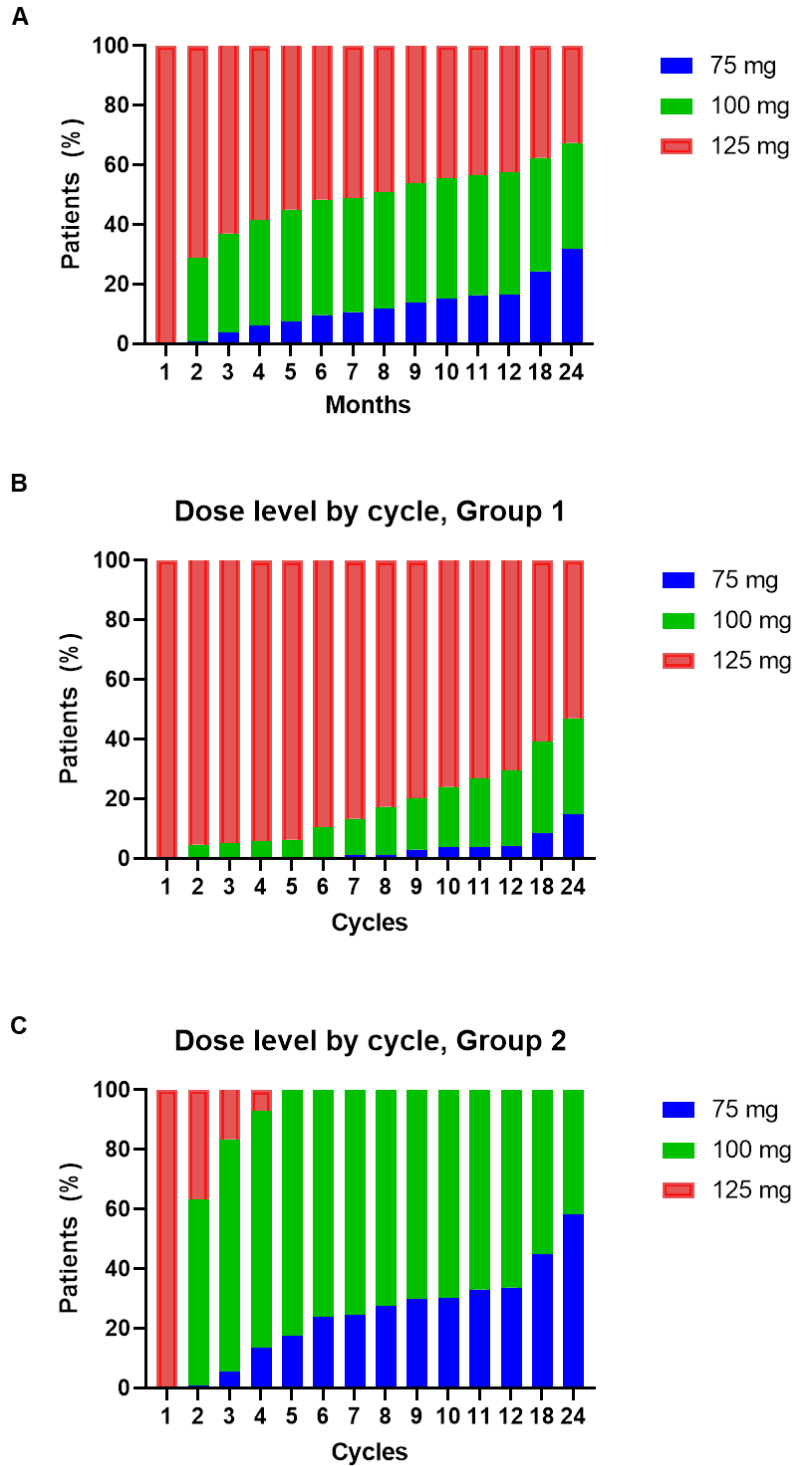 A
100
80
60
40
20
0
Patients (%)
1 2 3 4 5 6 7 8 9 10 11 12 18 24
Months
75 mg
100 mg
125 mg
B
Dose level by cycle, Group 1
100
80
60
40
20
0
Patients (%)
1 2 3 4 5 6 7 8 9 10 11 12 18 24
Cycles
75 mg
100 mg
125 mg
C
Dose level by cycle, Group 2
100
80
60
40
20
0
Patients (%)
1 2 3 4 5 6 7 8 9 10 11 12 18 24
Cycles
75 mg
100 mg
125 mg